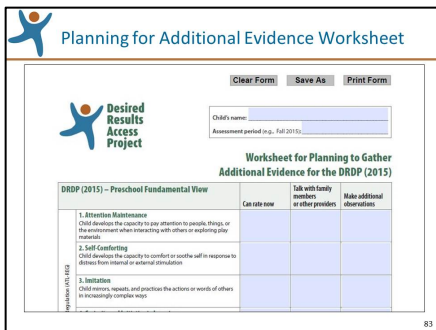 Planning for Additional Evidence Worksheet
Clear Form Save As Print Form
Desired
Results
Access
Project
Child's name:
Assessment period (e.g., Fall 2015):
Worksheet for Planning to Gather
Additional Evidence for the DRDP (2015)
DRDP (2015) – Preschool Fundamental View
Can rate now
Talk with family
members
or other providers
Make additional
observations
1. Attention Maintenance
Child develops the capacity to pay attention to people, things, or
the environment when interacting with others or exploring play
materials
2. Self-Comforting
Child develops the capacity to comfort or soothe self in response to
distress from internal or external stimulation
3. Imitation
Child mirrors, repeats, and practices the actions or words of others
in increasingly complex ways
(ATL-REG)
83